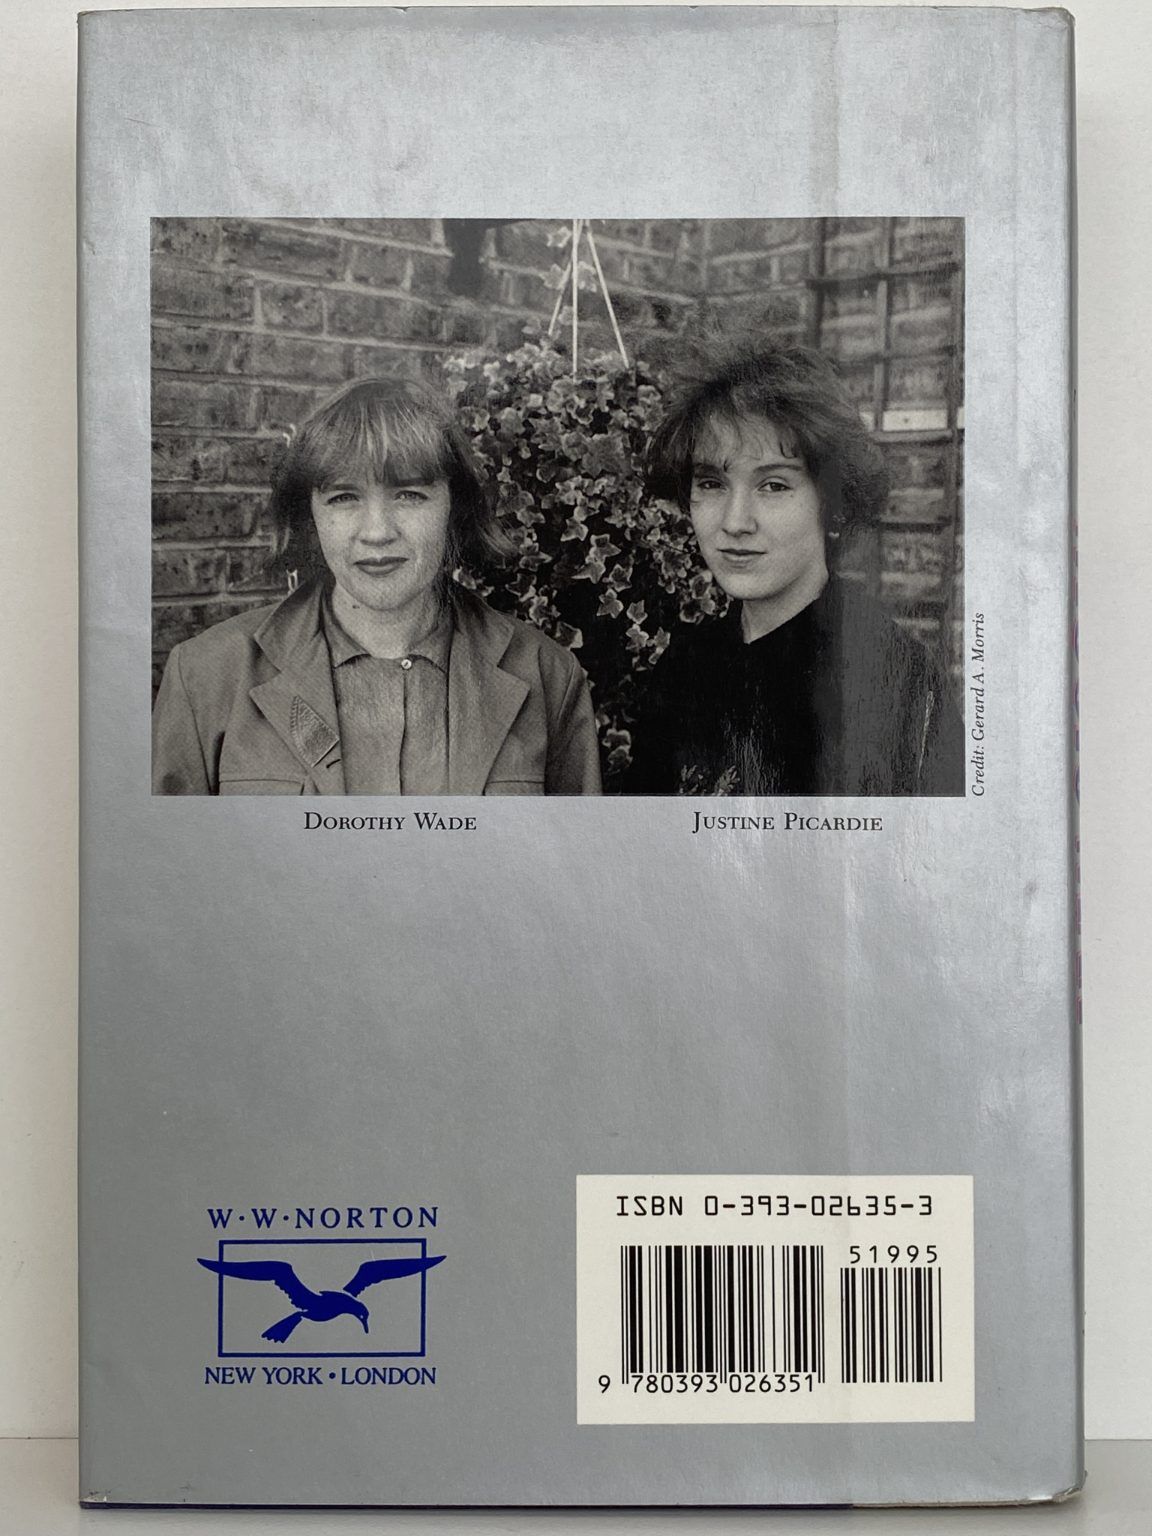 Credit: Gerard A. Morris
Dorothy Wade
Justine Picardie
W·W·NORTON
NEW YORK • LONDON
ISBN 0-393-02635-3
51995
9 780393 026351